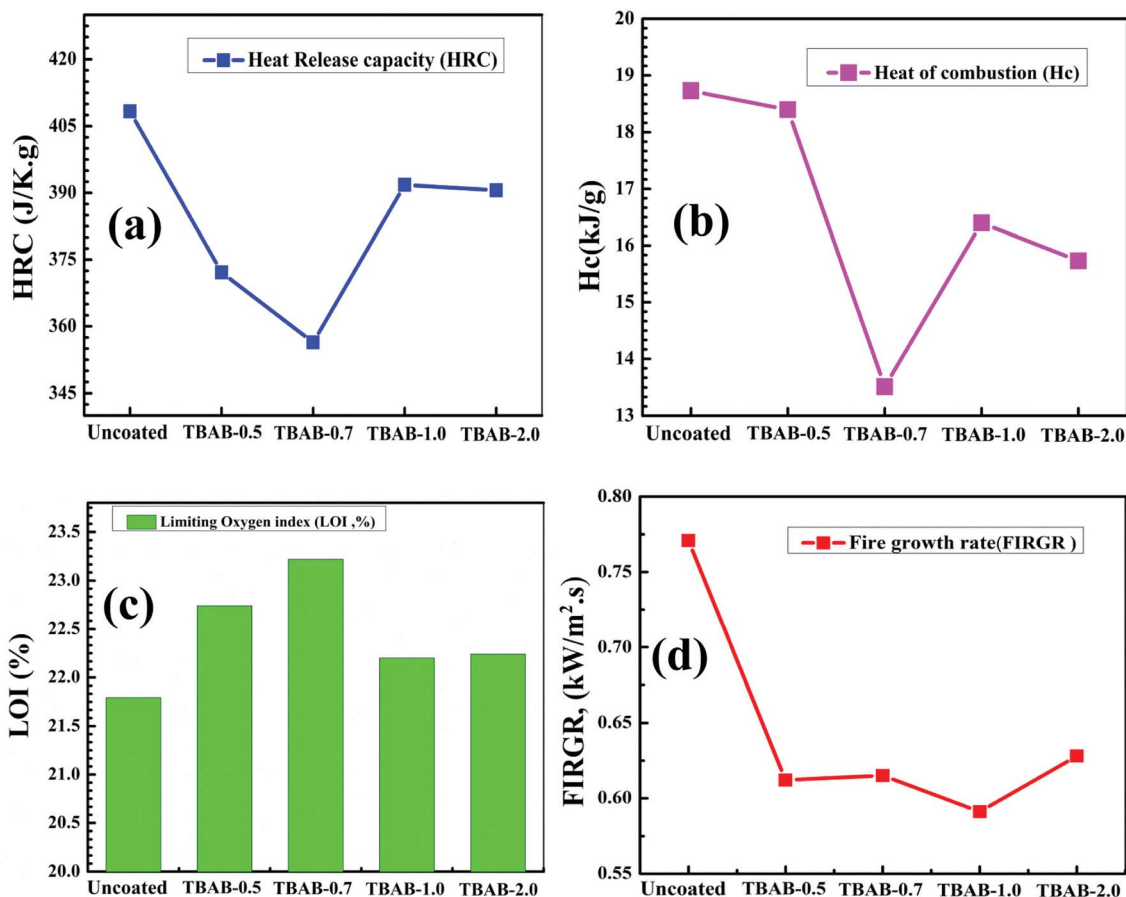 Heat Release capacity (HRC)
HRC (J/K.g)
420
405
390
375
360
345
(a)
Uncoated TBAB-0.5 TBAB-0.7 TBAB-1.0 TBAB-2.0
Heat of combustion (Hc)
Hc(kJ/g)
20
19
18
17
16
15
14
13
(b)
Uncoated TBAB-0.5 TBAB-0.7 TBAB-1.0 TBAB-2.0
Limiting Oxygen index (LOI ,%)
LOI (%)
23.5
23.0
22.5
22.0
21.5
21.0
20.5
20.0
(c)
Uncoated TBAB-0.5 TBAB-0.7 TBAB-1.0 TBAB-2.0
Fire growth rate(FIRGR )
FIRGR, (kW/m².s)
0.80
0.75
0.70
0.65
0.60
0.55
(d)
Uncoated TBAB-0.5 TBAB-0.7 TBAB-1.0 TBAB-2.0